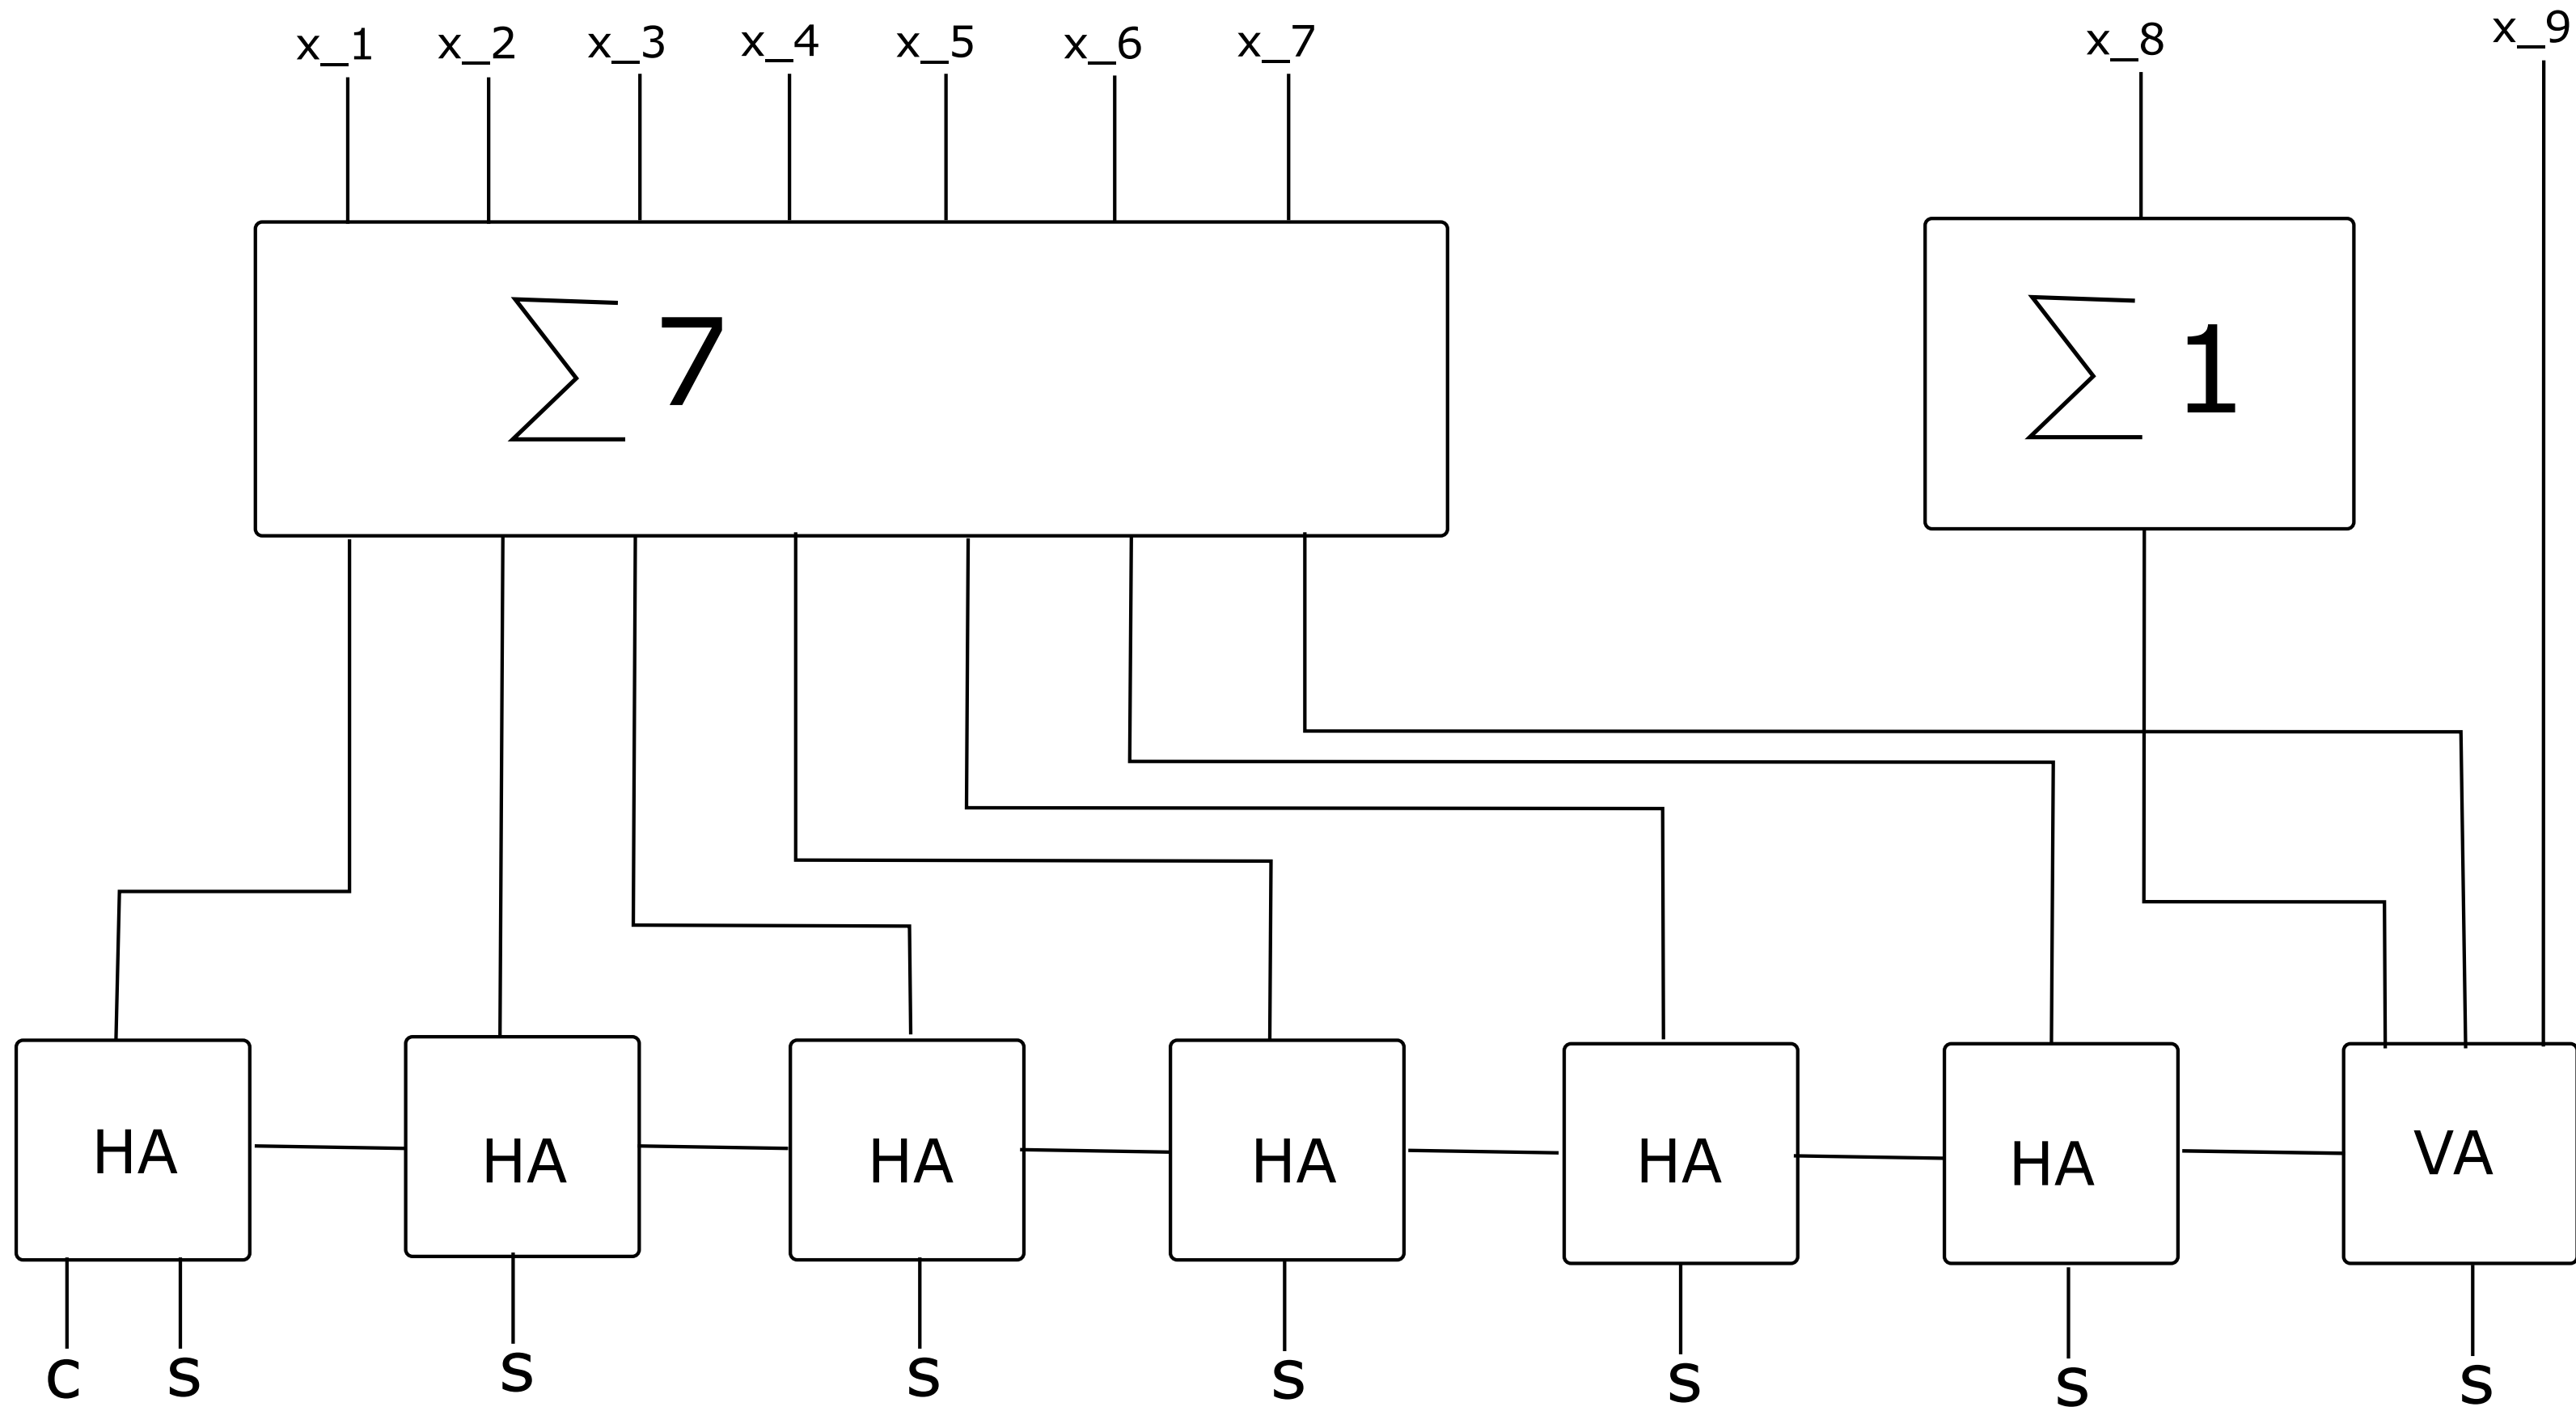 x_1 x_2 x_3 x_4 x_5 x_6 x_7 x_8 x_9
∑ 7 ∑ 1
HA HA HA HA HA HA VA
c s s s s s s s